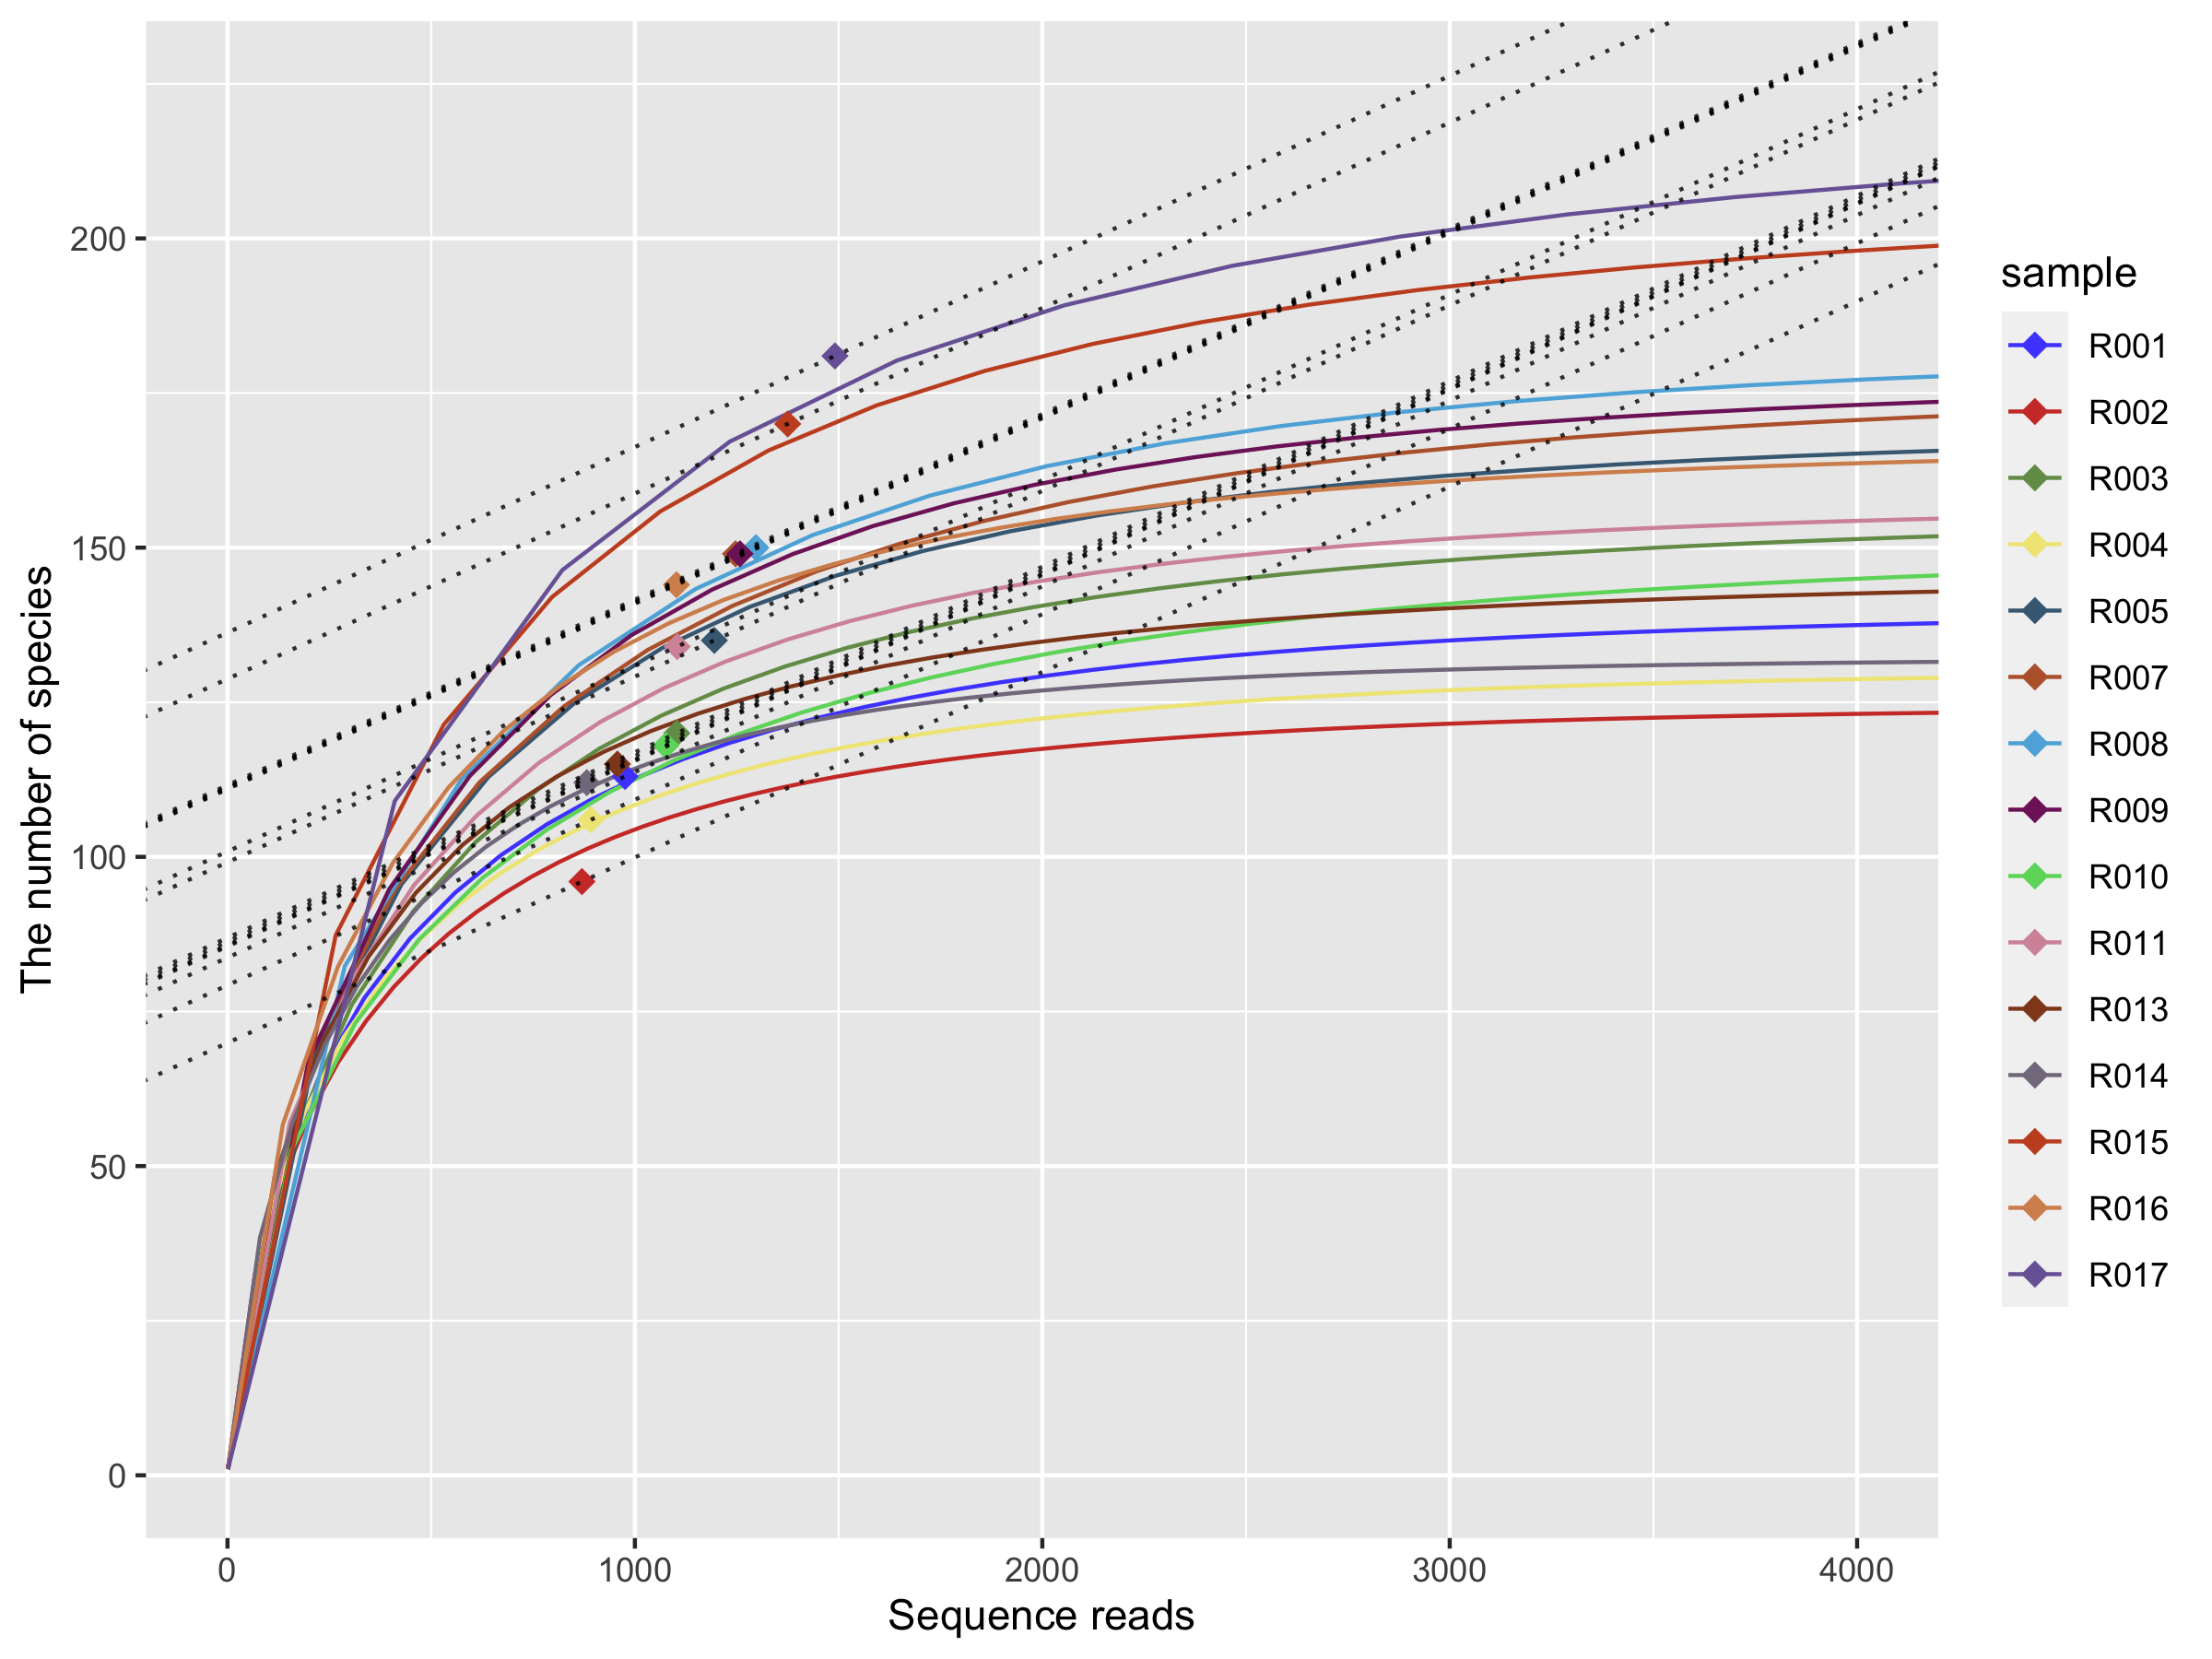 The number of species
200
150
100
50
0
0 1000 2000 3000 4000
Sequence reads
sample
R001
R002
R003
R004
R005
R007
R008
R009
R010
R011
R013
R014
R015
R016
R017